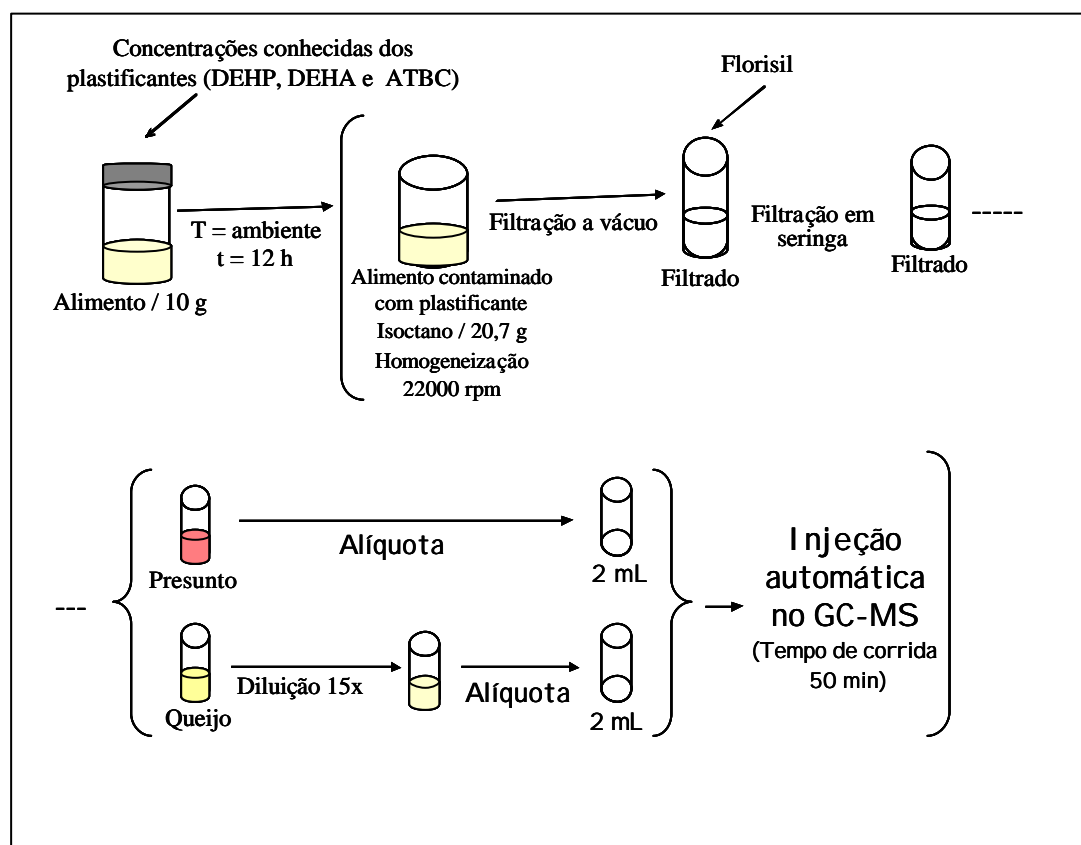 Concentrações conhecidas dos
plastificantes (DEHP, DEHA e ATBC)
Florisil
T = ambiente
t = 12 h
Alimento / 10 g
Filtração a vácuo
Alimento contaminado
com plastificante
Isoctano / 20,7 g
Homogeneização
22000 rpm
Filtrado
Filtração em
seringa
Filtrado
-----
---
Presunto
Alíquota
2 mL
Queijo
Diluição 15x
Alíquota
2 mL
Injeção
automática
no GC-MS
(Tempo de corrida
50 min)